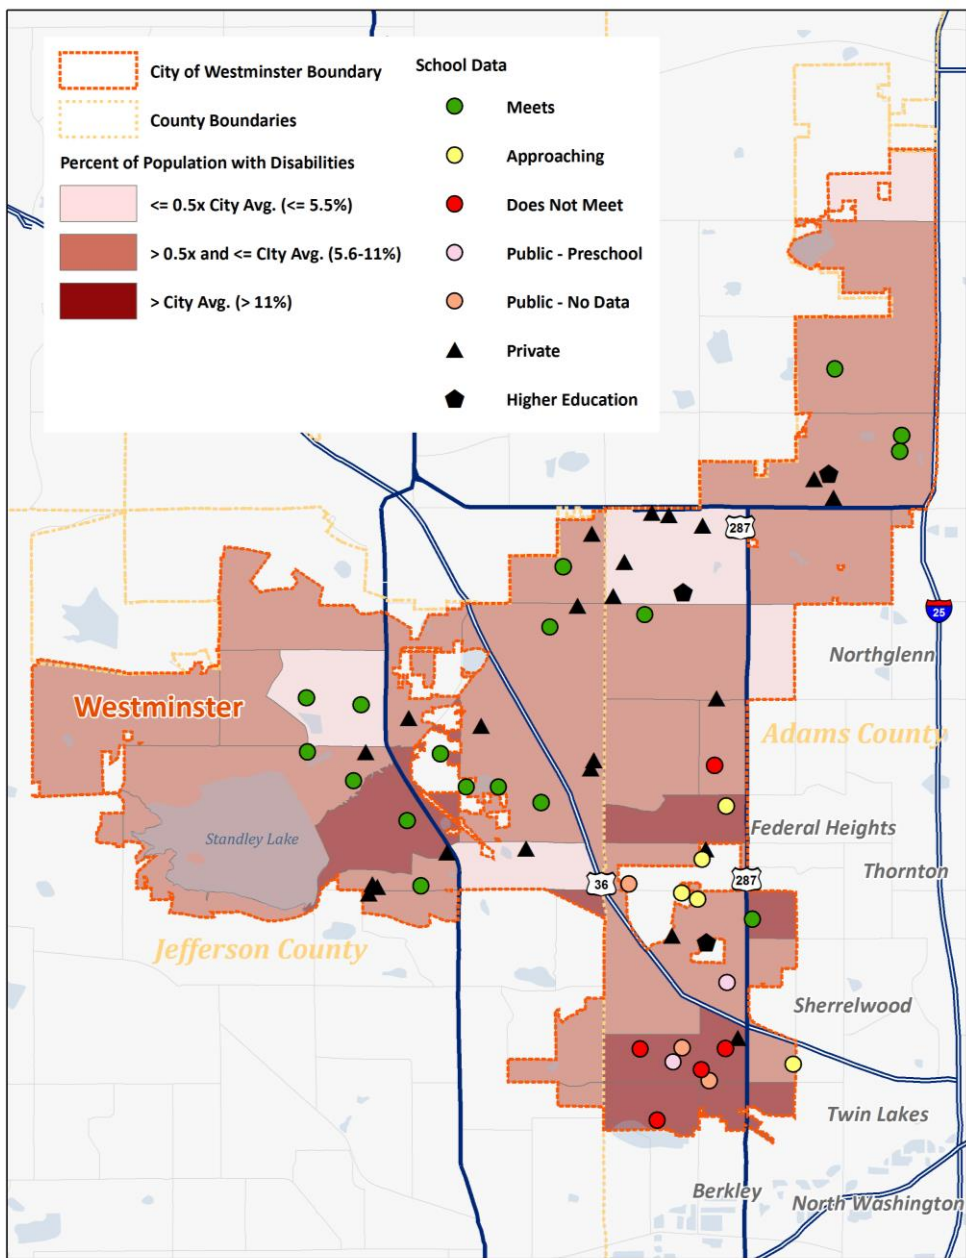 City of Westminster Boundary
County Boundaries
Percent of Population with Disabilities
<= 0.5x City Avg. (<= 5.5%)
> 0.5x and <= CIty Avg. (5.6-11%)
> City Avg. (> 11%)
School Data
Meets
Approaching
Does Not Meet
Public - Preschool
Public - No Data
Private
Higher Education
287
25
Northglenn
Westminster
Adams County
Standley Lake
Federal Heights
Thornton
36
287
Jefferson County
Sherrelwood
Twin Lakes
Berkley
North Washington